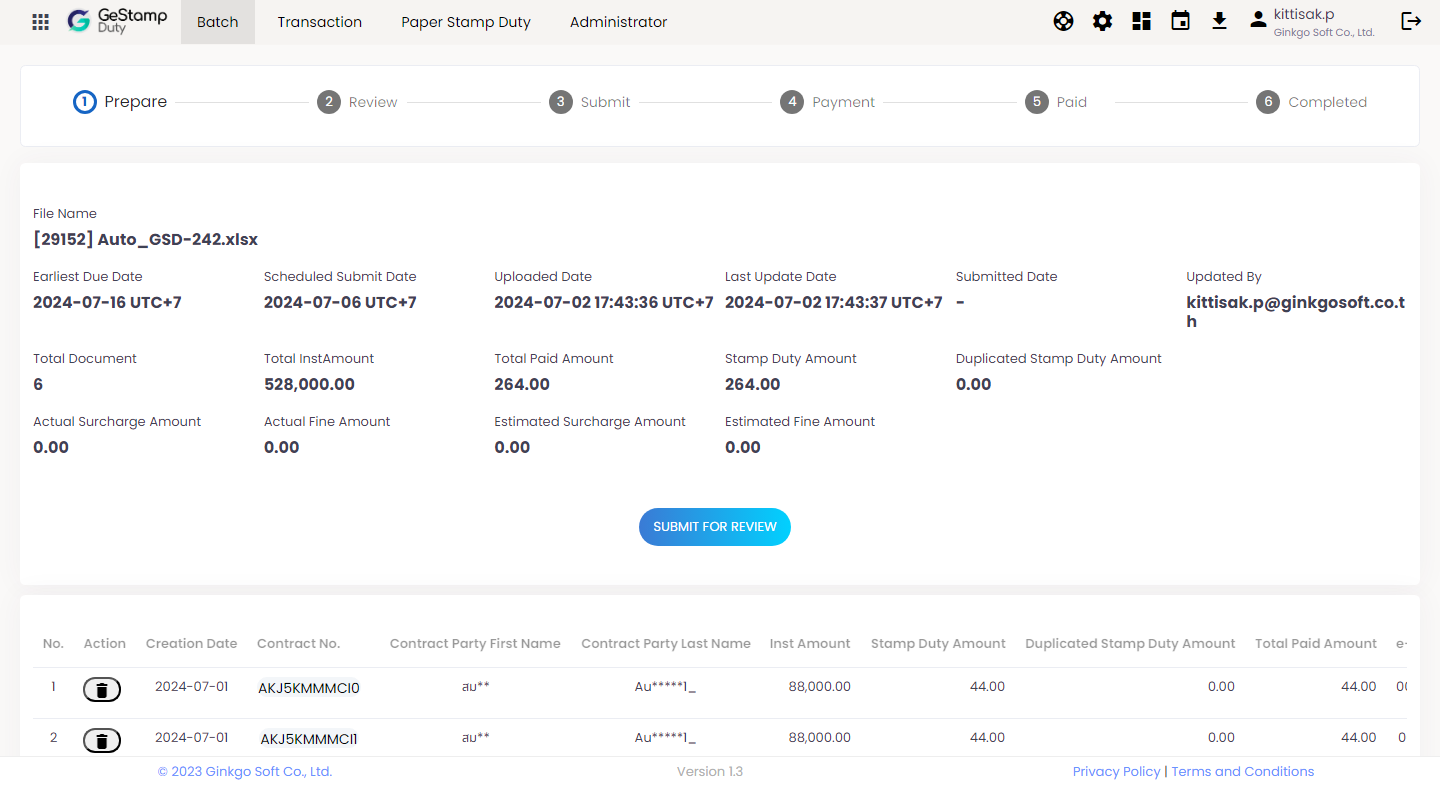 GeStamp
Duty
Batch
Transaction
Paper Stamp Duty
Administrator
kittisak.p
Ginkgo Soft Co., Ltd.
1 Prepare
2 Review
3 Submit
4 Payment
5 Paid
6 Completed
File Name
[29152] Auto_GSD-242.xlsx
Earliest Due Date
2024-07-16 UTC+7
Scheduled Submit Date
2024-07-06 UTC+7
Uploaded Date
2024-07-02 17:43:36 UTC+7
Last Update Date
2024-07-02 17:43:37 UTC+7
Submitted Date
-
Updated By
kittisak.p@ginkgosoft.co.t
h
Total Document
6
Total InstAmount
528,000.00
Total Paid Amount
264.00
Stamp Duty Amount
264.00
Duplicated Stamp Duty Amount
0.00
Actual Surcharge Amount
0.00
Actual Fine Amount
0.00
Estimated Surcharge Amount
0.00
Estimated Fine Amount
0.00
SUBMIT FOR REVIEW
No. Action Creation Date Contract No. Contract Party First Name Contract Party Last Name Inst Amount Stamp Duty Amount Duplicated Stamp Duty Amount Total Paid Amount e-
1 2024-07-01 AKJ5KMMMCI0 สม** Au*****1_ 88,000.00 44.00 0.00 44.00
2 2024-07-01 AKJ5KMMMCI1 สม** Au*****1_ 88,000.00 44.00 0.00 44.00 0
© 2023 Ginkgo Soft Co., Ltd.
Version 1.3
Privacy Policy | Terms and Conditions